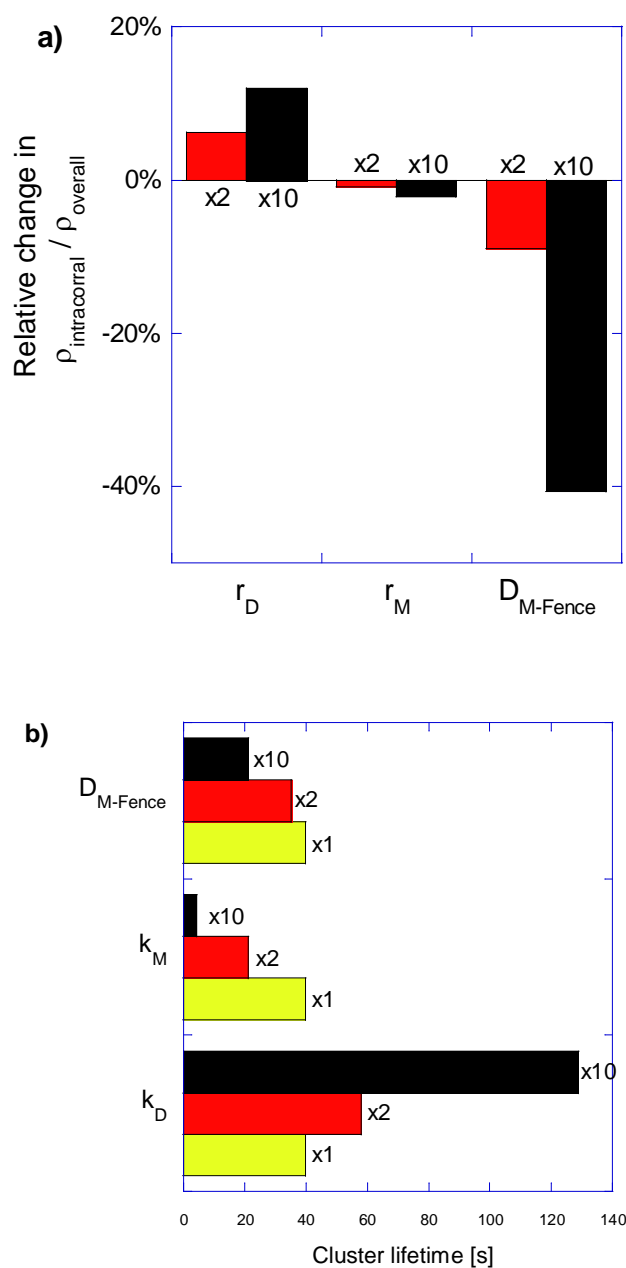 a)
20%
0%
-20%
-40%
Relative change in
ρintracorral / ρoverall
x2
x10
x2
x10
x2
x10
rD
rM
DM-Fence
b)
DM-Fence
x10
x2
x1
kM
x10
x2
x1
kD
x10
x2
x1
0 20 40 60 80 100 120 140
Cluster lifetime [s]